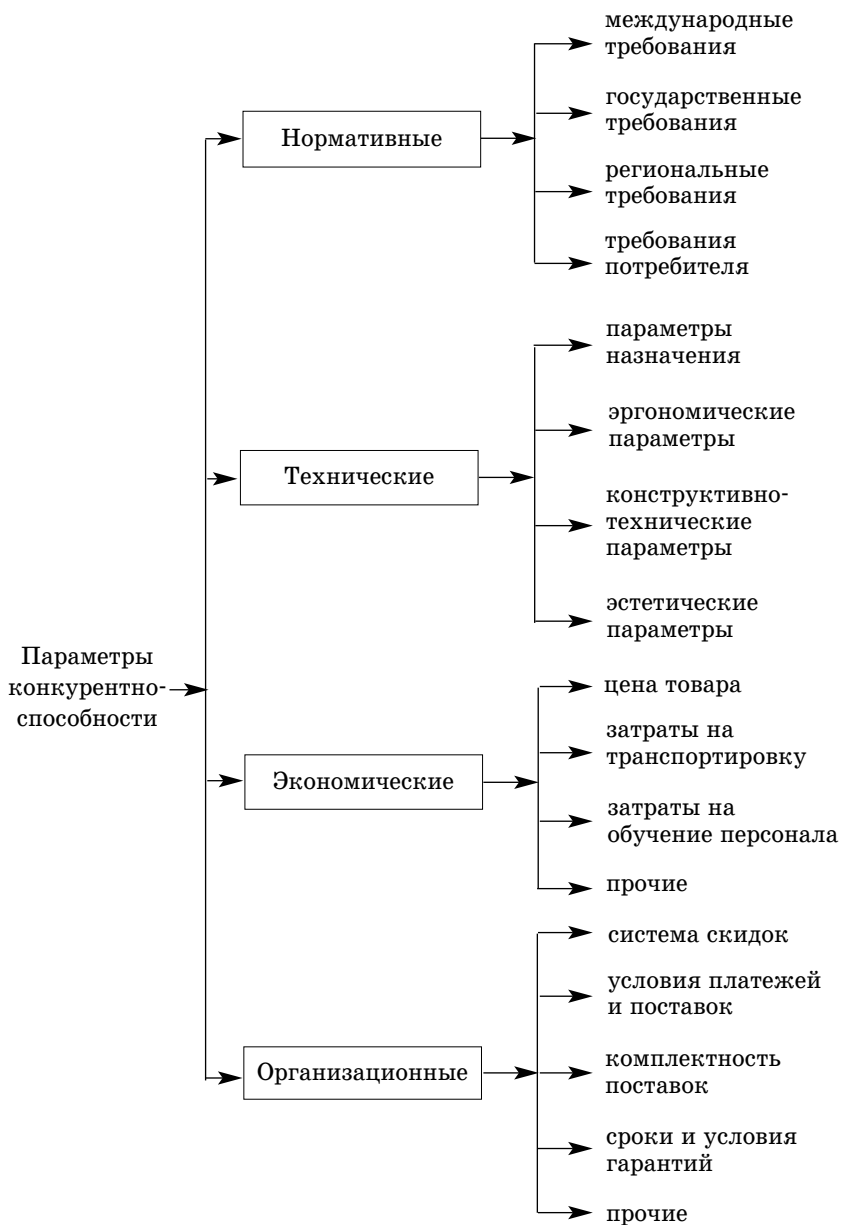 Параметры
конкурентно-
способности
Нормативные
международные
требования
государственные
требования
региональные
требования
требования
потребителя
Технические
параметры
назначения
эргономические
параметры
конструктивно-
технические
параметры
эстетические
параметры
Экономические
цена товара
затраты на
транспортировку
затраты на
обучение персонала
прочие
Организационные
система скидок
условия платежей
и поставок
комплектность
поставок
сроки и условия
гарантий
прочие